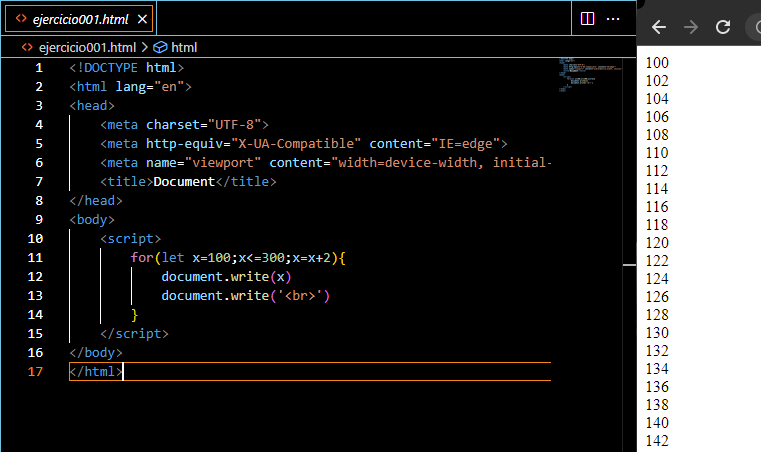 ejercicio001.html
ejercicio001.html > html
1 <!DOCTYPE html>
2 <html lang="en">
3 <head>
4 <meta charset="UTF-8">
5 <meta http-equiv="X-UA-Compatible" content="IE=edge">
6 <meta name="viewport" content="width=device-width, initial-
7 <title>Document</title>
8 </head>
9 <body>
10 <script>
11 for(let x=100;x<=300;x=x+2){
12 document.write(x)
13 document.write('<br>')
14 }
15 </script>
16 </body>
17 </html>
100
102
104
106
108
110
112
114
116
118
120
122
124
126
128
130
132
134
136
138
140
142